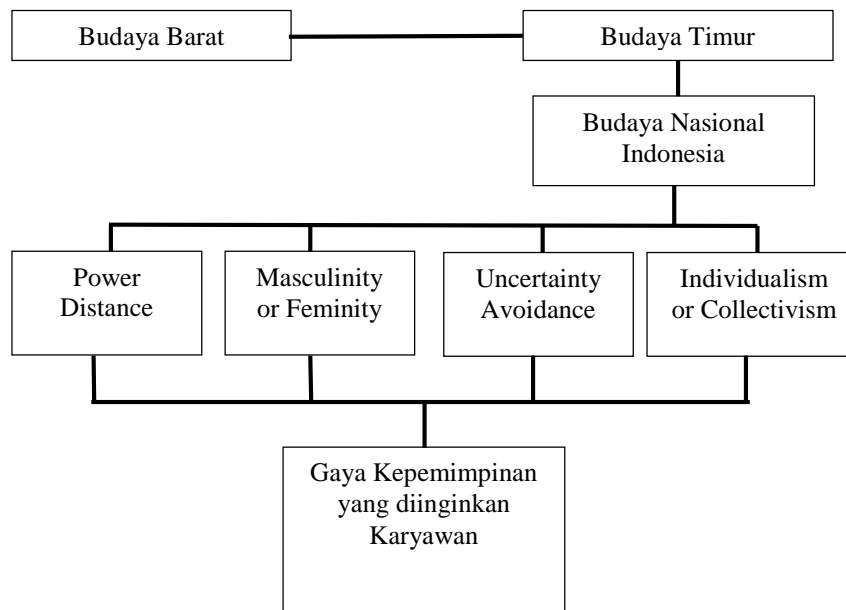 Budaya Barat
Budaya Timur
Budaya Nasional
Indonesia
Power
Distance
Masculinity
or Feminity
Uncertainty
Avoidance
Individualism
or Collectivism
Gaya Kepemimpinan
yang diinginkan
Karyawan